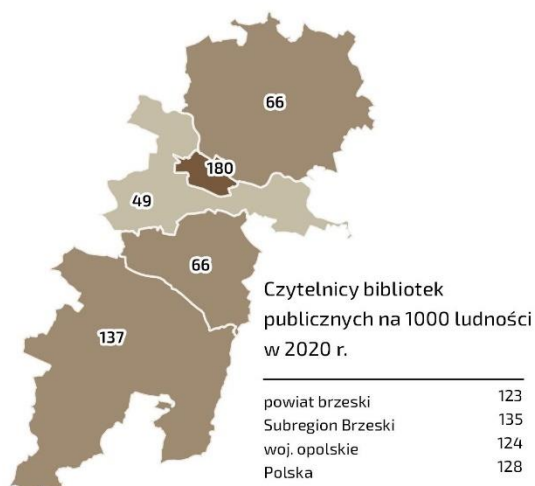 66
180
49
66
137
Czytelnicy bibliotek
publicznych na 1000 ludności
w 2020 r.
powiat brzeski 123
Subregion Brzeski 135
woj. opolskie 124
Polska 128